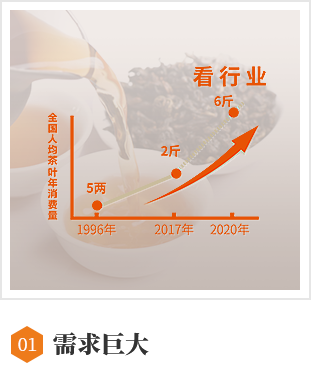 看行业
6斤
全国人均茶叶年消费量
2斤
5两
1996年 2017年 2020年
01 需求巨大